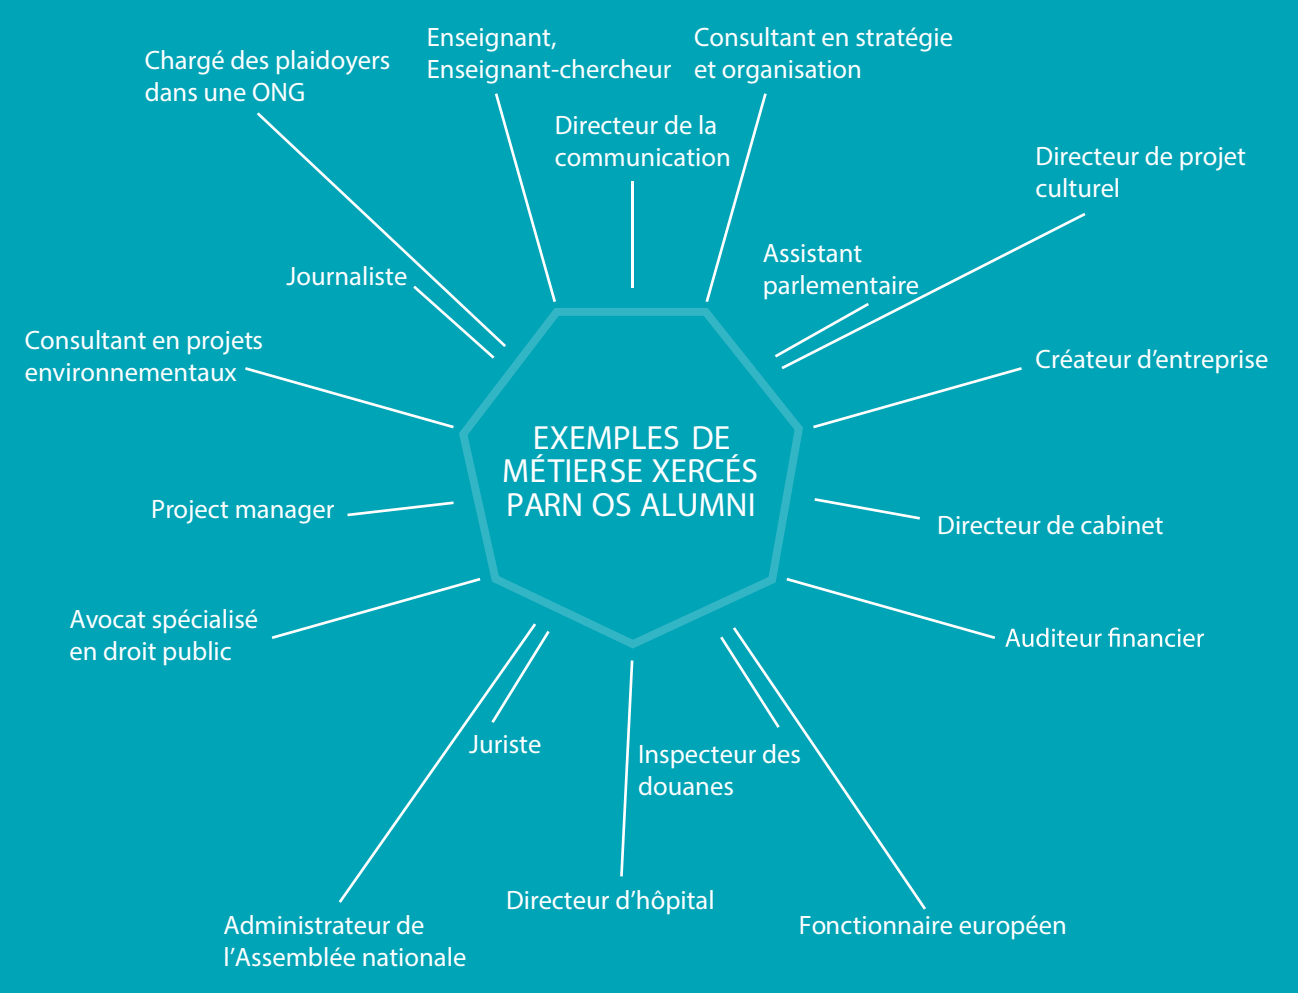 Enseignant,
Enseignant-chercheur
Consultant en stratégie
et organisation
Chargé des plaidoyers
dans une ONG
Directeur de la
communication
Directeur de projet
culturel
Assistant
parlementaire
Journaliste
Consultant en projets
environnementaux
Créateur d’entreprise
EXEMPLES DE
MÉTIERSE XERCÉS
PARN OS ALUMNI
Project manager
Directeur de cabinet
Avocat spécialisé
en droit public
Auditeur financier
Juriste
Inspecteur des
douanes
Directeur d’hôpital
Administrateur de
l’Assemblée nationale
Fonctionnaire européen